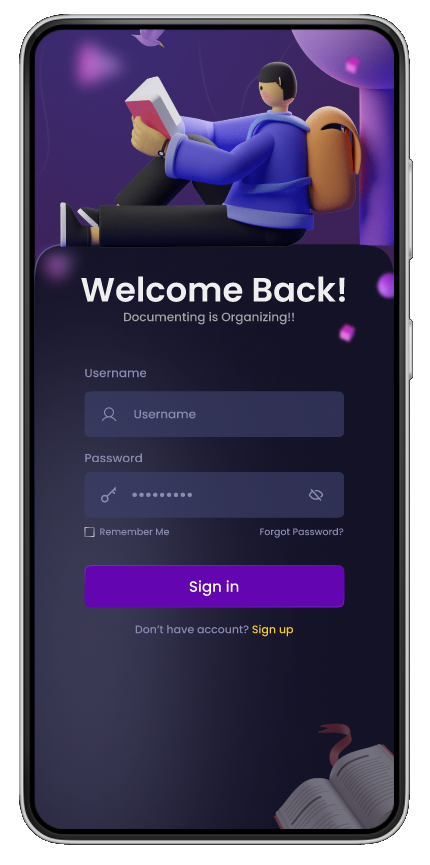 Welcome Back!
Documenting is Organizing!!
Username
Username
Password
•••••••••
Remember Me Forgot Password?
Sign in
Don't have account? Sign up